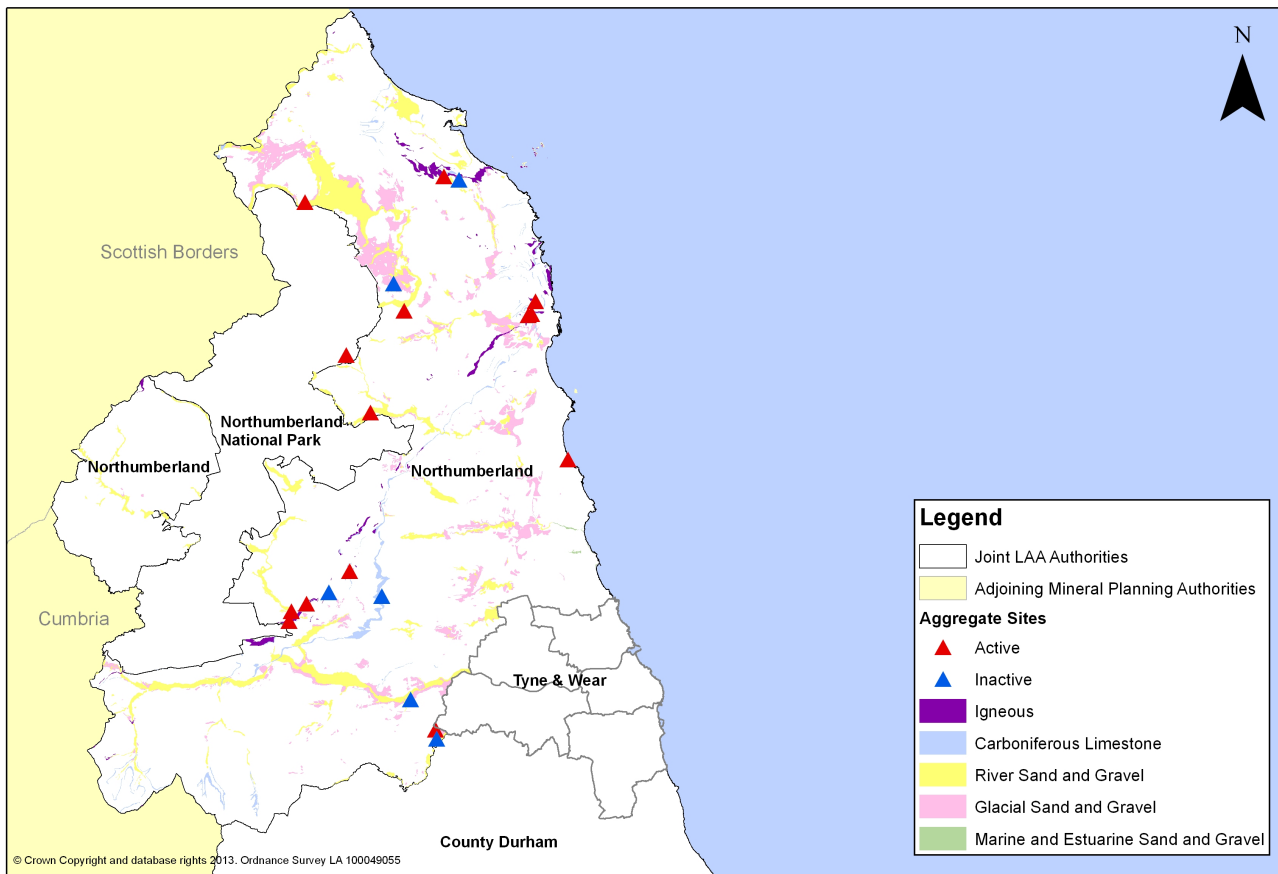 N
Scottish Borders
Northumberland
National Park
Northumberland
Northumberland
Cumbria
Tyne & Wear
County Durham
© Crown Copyright and database rights 2013. Ordnance Survey LA 100049055
Legend
Joint LAA Authorities
Adjoining Mineral Planning Authorities
Aggregate Sites
Active
Inactive
Igneous
Carboniferous Limestone
River Sand and Gravel
Glacial Sand and Gravel
Marine and Estuarine Sand and Gravel